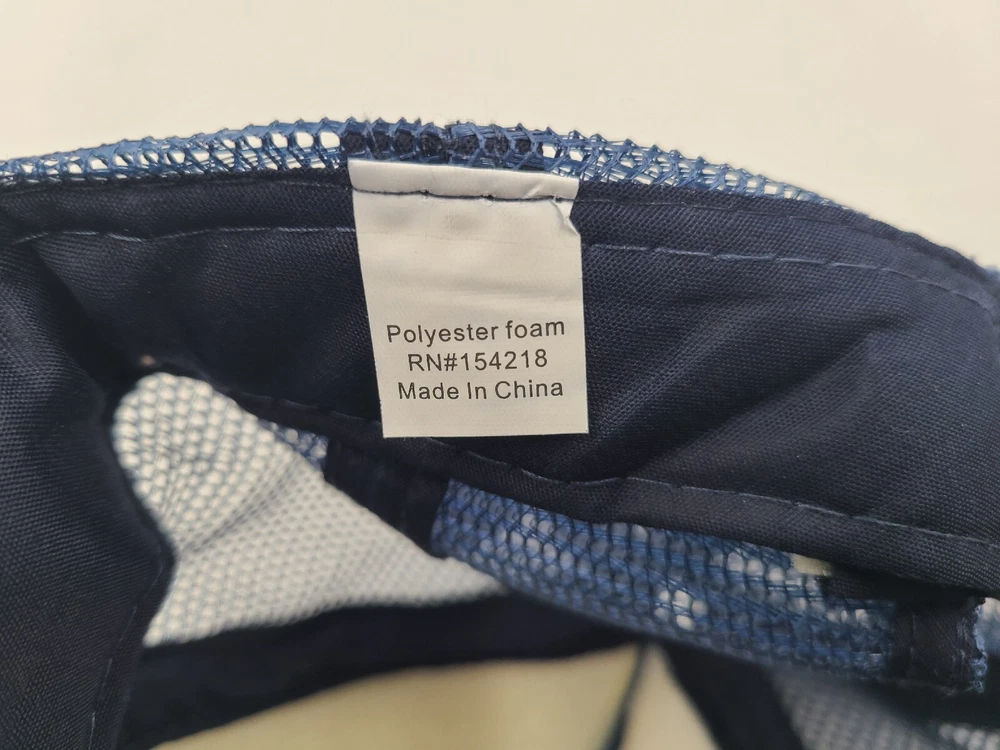 Polyester foam
RN#154218
Made In China